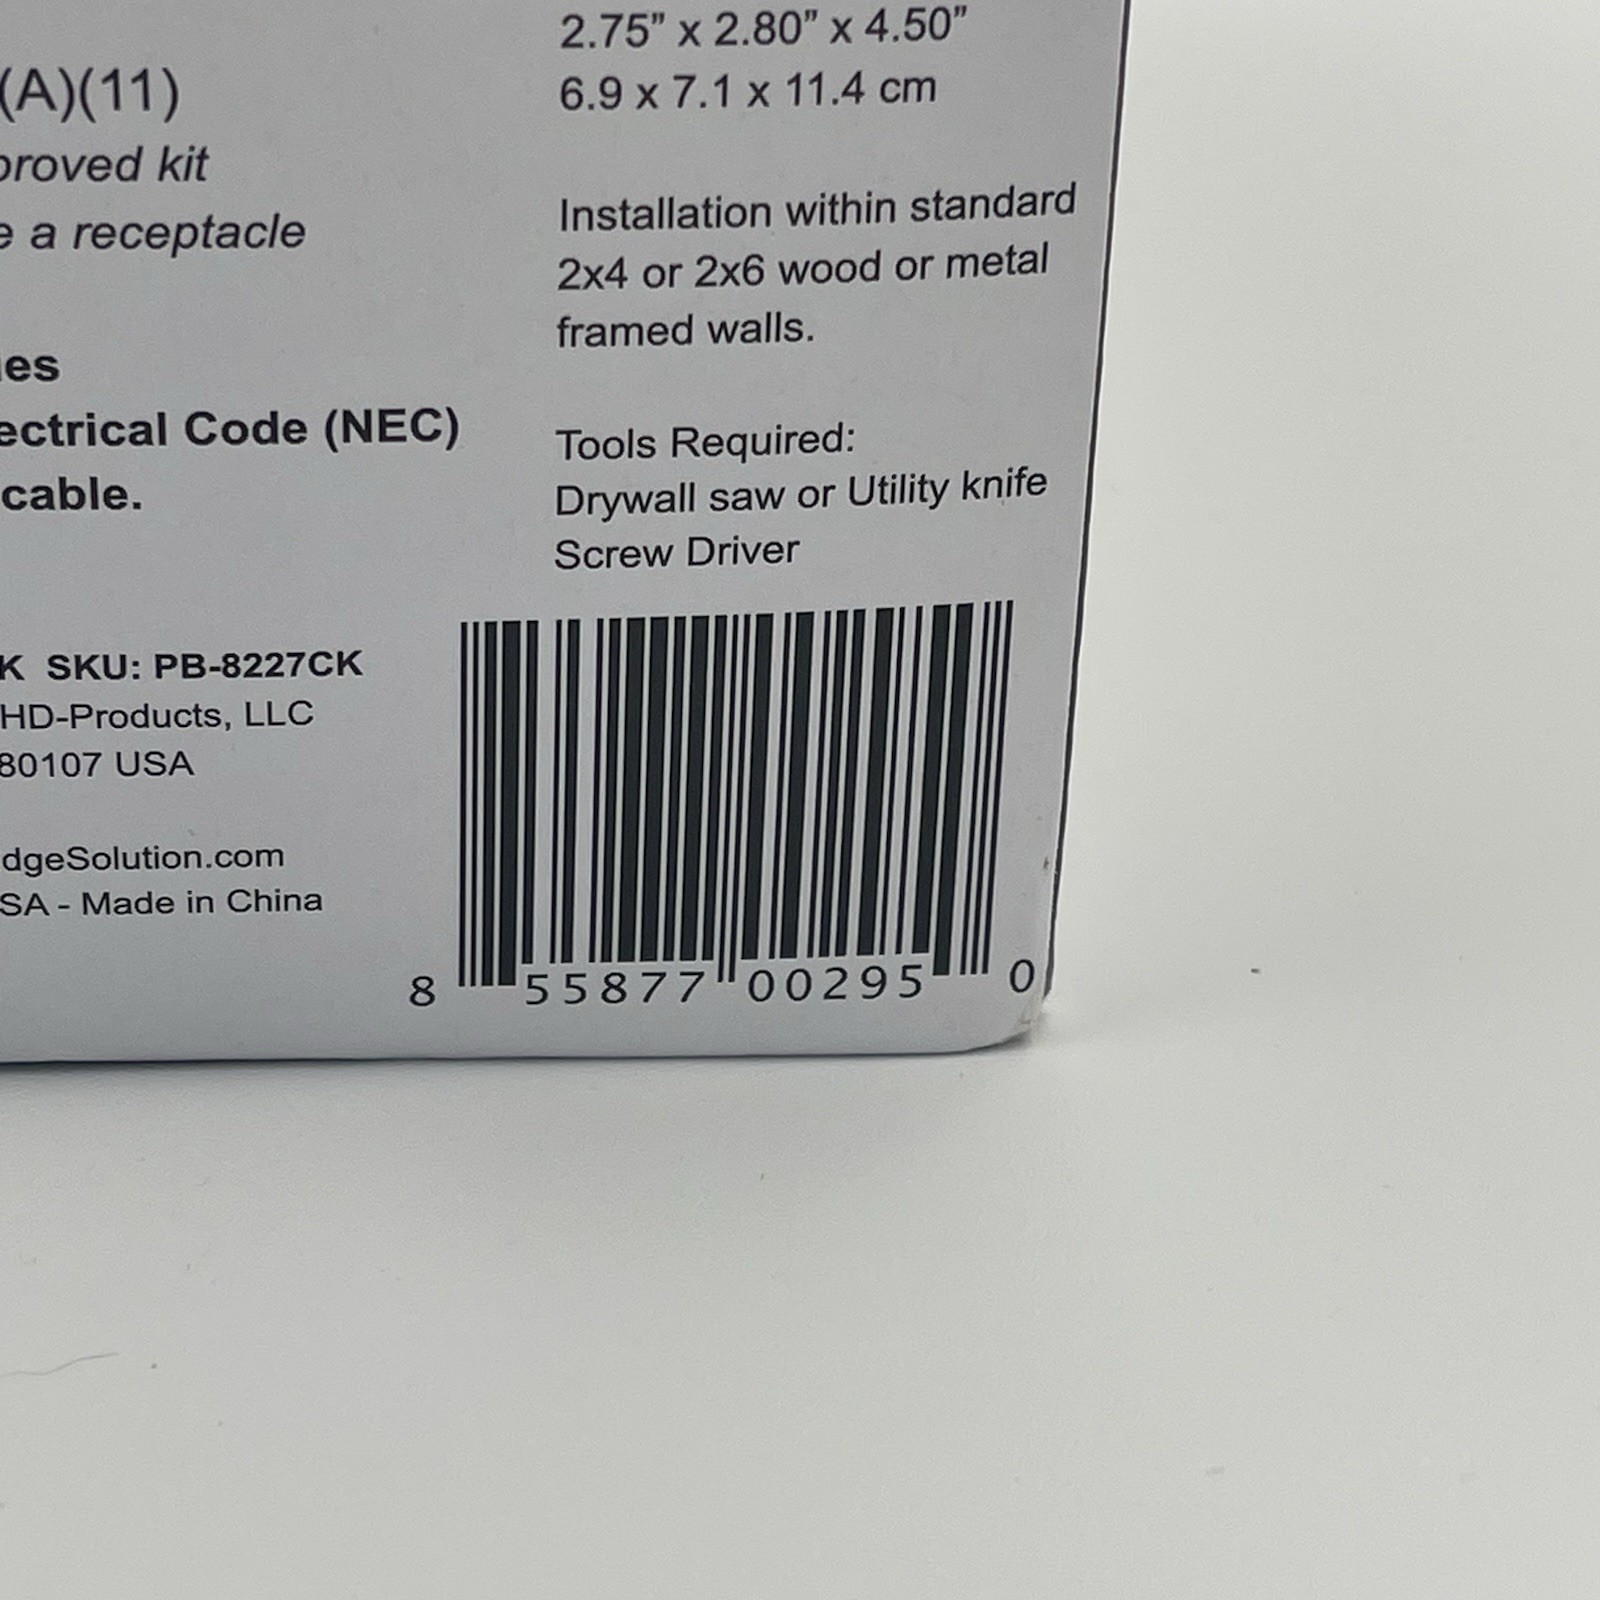 (A)(11)
proved kit
e a receptacle
es
ectrical Code (NEC)
cable.
K SKU: PB-8227CK
HD-Products, LLC
80107 USA
dgeSolution.com
SA - Made in China
2.75” x 2.80” x 4.50”
6.9 x 7.1 x 11.4 cm
Installation within standard
2x4 or 2x6 wood or metal
framed walls.
Tools Required:
Drywall saw or Utility knife
Screw Driver
8 55877 00295 0